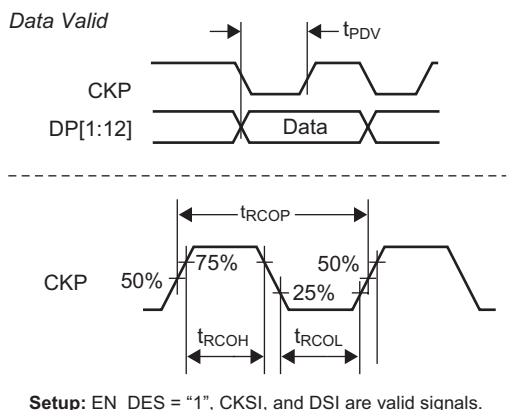 Data Valid
tPDV
CKP
DP[1:12] Data
tRCOP
CKP 50% 75% 50%
25%
tRCOH tRCOL
Setup: EN_DES = “1”, CKSI, and DSI are valid signals.